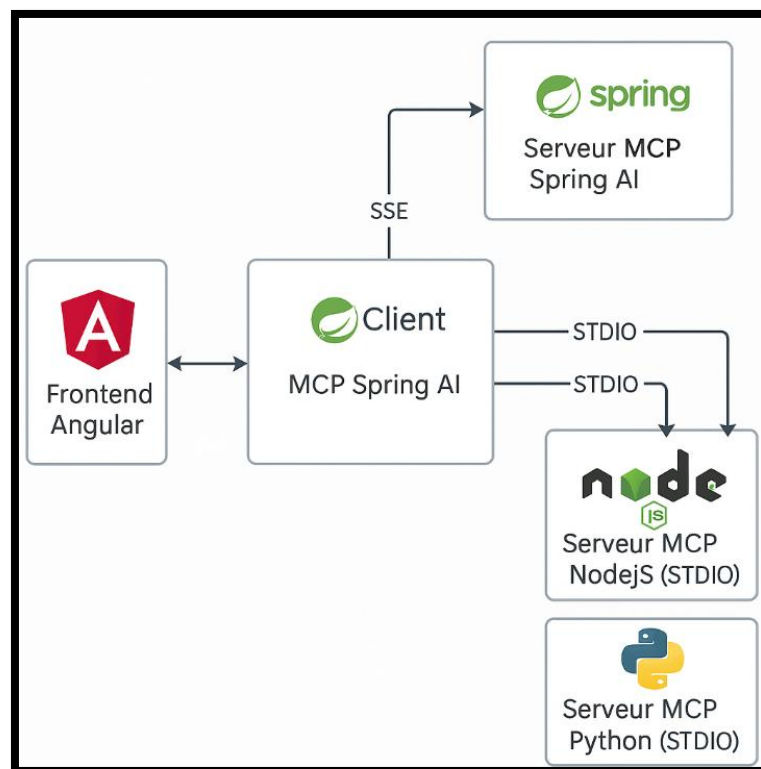 spring
Serveur MCP
Spring AI
SSE
Client
MCP Spring AI
Frontend
Angular
STDIO
STDIO
node
JS
Serveur MCP
NodejS (STDIO)
Serveur MCP
Python (STDIO)